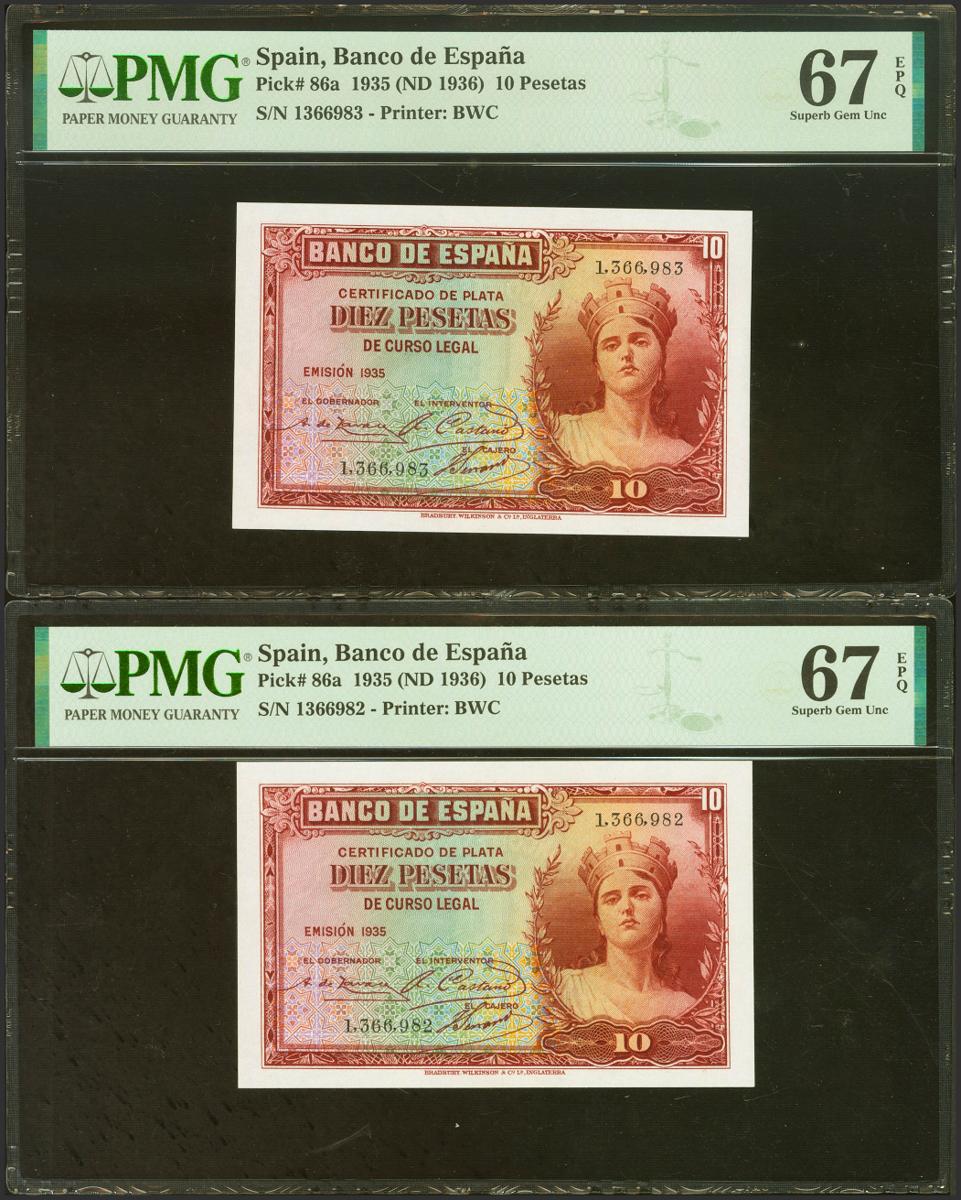 PMG®
PAPER MONEY GUARANTY
Spain, Banco de España
Pick# 86a 1935 (ND 1936) 10 Pesetas
S/N 1366983 - Printer: BWC
67 EPQ
Superb Gem Unc
BANCO DE ESPAÑA
10
1,366,983
CERTIFICADO DE PLATA
DIEZ PESETAS
DE CURSO LEGAL
EMISIÓN 1935
EL GOBERNADOR EL INTERVENTOR
EL CAJERO
1,366,983
10
BRADBURY, WILKINSON & Cº Lᴰ, INGLATERRA
PMG®
PAPER MONEY GUARANTY
Spain, Banco de España
Pick# 86a 1935 (ND 1936) 10 Pesetas
S/N 1366982 - Printer: BWC
67 EPQ
Superb Gem Unc
BANCO DE ESPAÑA
10
1,366,982
CERTIFICADO DE PLATA
DIEZ PESETAS
DE CURSO LEGAL
EMISIÓN 1935
EL GOBERNADOR EL INTERVENTOR
EL CAJERO
1,366,982
10
BRADBURY, WILKINSON & Cº Lᴰ, INGLATERRA